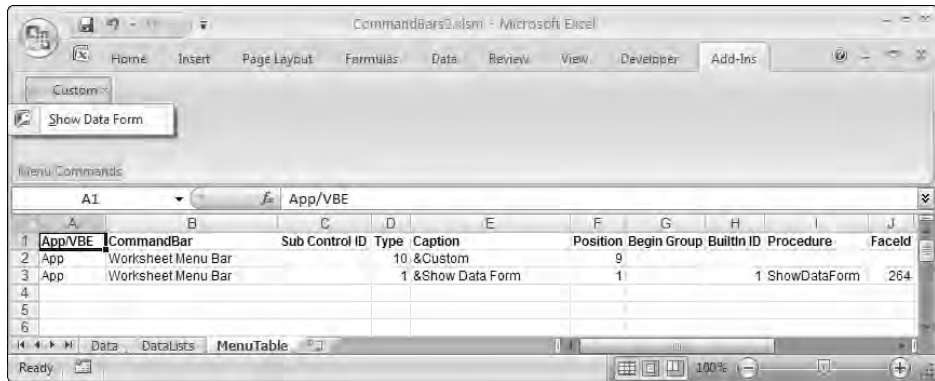 CommandBars2.xlsm - Microsoft Excel
Home Insert Page Layout Formulas Data Review View Developer Add-Ins
Custom
Show Data Form
Menu Commands
A1 fx App/VBE
A B C D E F G H I J
1 App/VBE CommandBar Sub Control ID Type Caption Position Begin Group BuiltIn ID Procedure FaceId
2 App Worksheet Menu Bar 10 &Custom 9
3 App Worksheet Menu Bar 1 &Show Data Form 1 1 ShowDataForm 264
4
5
6
Data DataLists MenuTable
Ready 100%